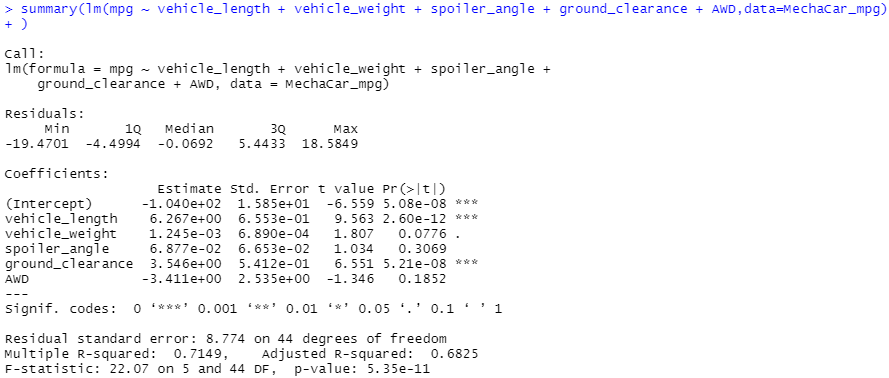 > summary(lm(mpg ~ vehicle_length + vehicle_weight + spoiler_angle + ground_clearance + AWD,data=MechaCar_mpg)
+ )
Call:
lm(formula = mpg ~ vehicle_length + vehicle_weight + spoiler_angle +
    ground_clearance + AWD, data = MechaCar_mpg)
Residuals:
     Min       1Q   Median       3Q      Max
-19.4701  -4.4994  -0.0692   5.4433  18.5849
Coefficients:
                   Estimate Std. Error t value Pr(>|t|)
(Intercept)      -1.040e+02  1.585e+01  -6.559 5.08e-08 ***
vehicle_length    6.267e+00  6.553e-01   9.563 2.60e-12 ***
vehicle_weight    1.245e-03  6.890e-04   1.807   0.0776 .
spoiler_angle     6.877e-02  6.653e-02   1.034   0.3069
ground_clearance  3.546e+00  5.412e-01   6.551 5.21e-08 ***
AWD              -3.411e+00  2.535e+00  -1.346   0.1852
---
Signif. codes:  0 ‘***’ 0.001 ‘**’ 0.01 ‘*’ 0.05 ‘.’ 0.1 ‘ ’ 1
Residual standard error: 8.774 on 44 degrees of freedom
Multiple R-squared:  0.7149,    Adjusted R-squared:  0.6825
F-statistic: 22.07 on 5 and 44 DF,  p-value: 5.35e-11